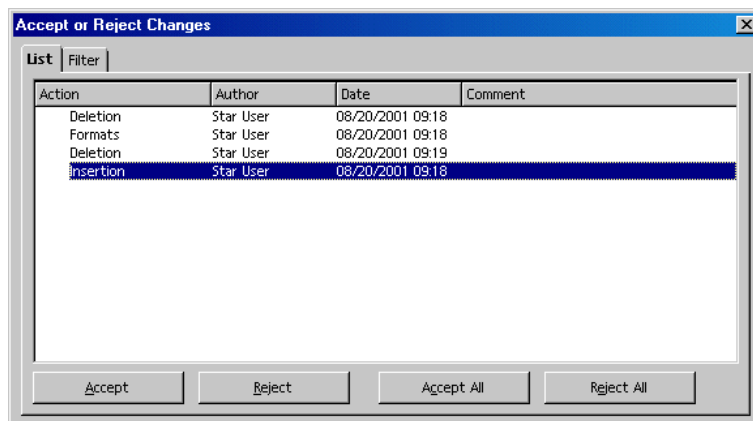 Accept or Reject Changes
List Filter
Action Author Date Comment
Deletion Star User 08/20/2001 09:18
Formats Star User 08/20/2001 09:18
Deletion Star User 08/20/2001 09:19
Insertion Star User 08/20/2001 09:18
Accept Reject Accept All Reject All